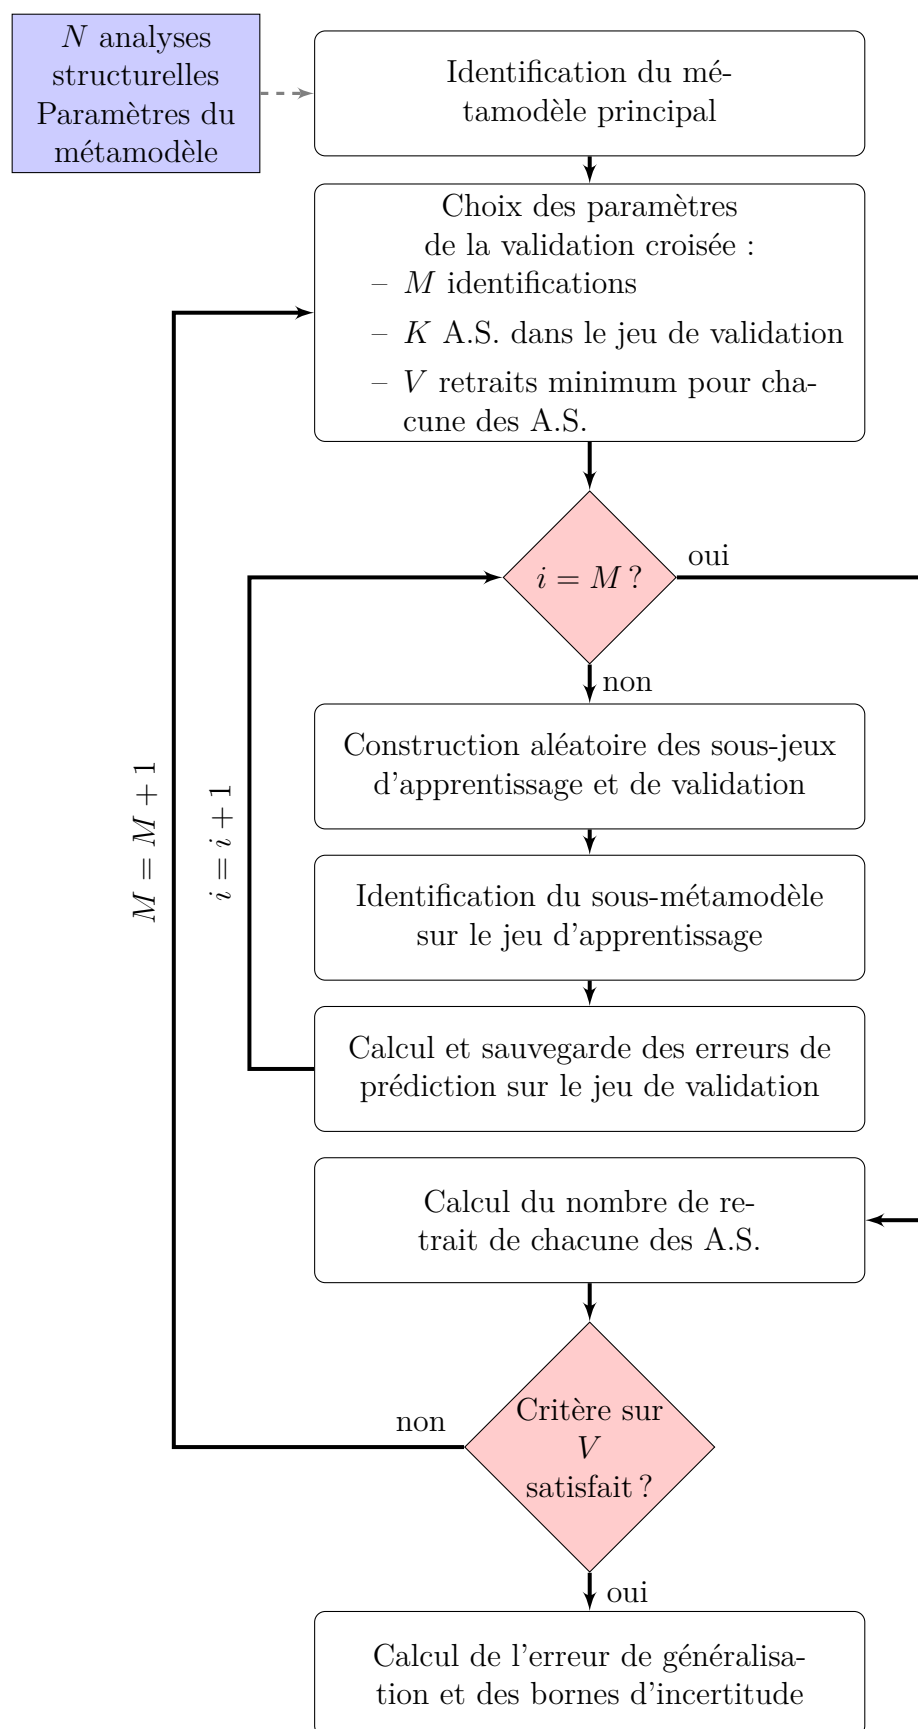 N analyses
structurelles
Paramètres du
métamodèle
Identification du mé-
tamodèle principal
Choix des paramètres
de la validation croisée :
– M identifications
– K A.S. dans le jeu de validation
– V retraits minimum pour cha-
cune des A.S.
i = M ?
oui
non
Construction aléatoire des sous-jeux
d'apprentissage et de validation
Identification du sous-métamodèle
sur le jeu d'apprentissage
Calcul et sauvegarde des erreurs de
prédiction sur le jeu de validation
i = i + 1
M = M + 1
Calcul du nombre de re-
trait de chacune des A.S.
Critère sur
V
satisfait ?
non
oui
Calcul de l'erreur de généralisa-
tion et des bornes d'incertitude